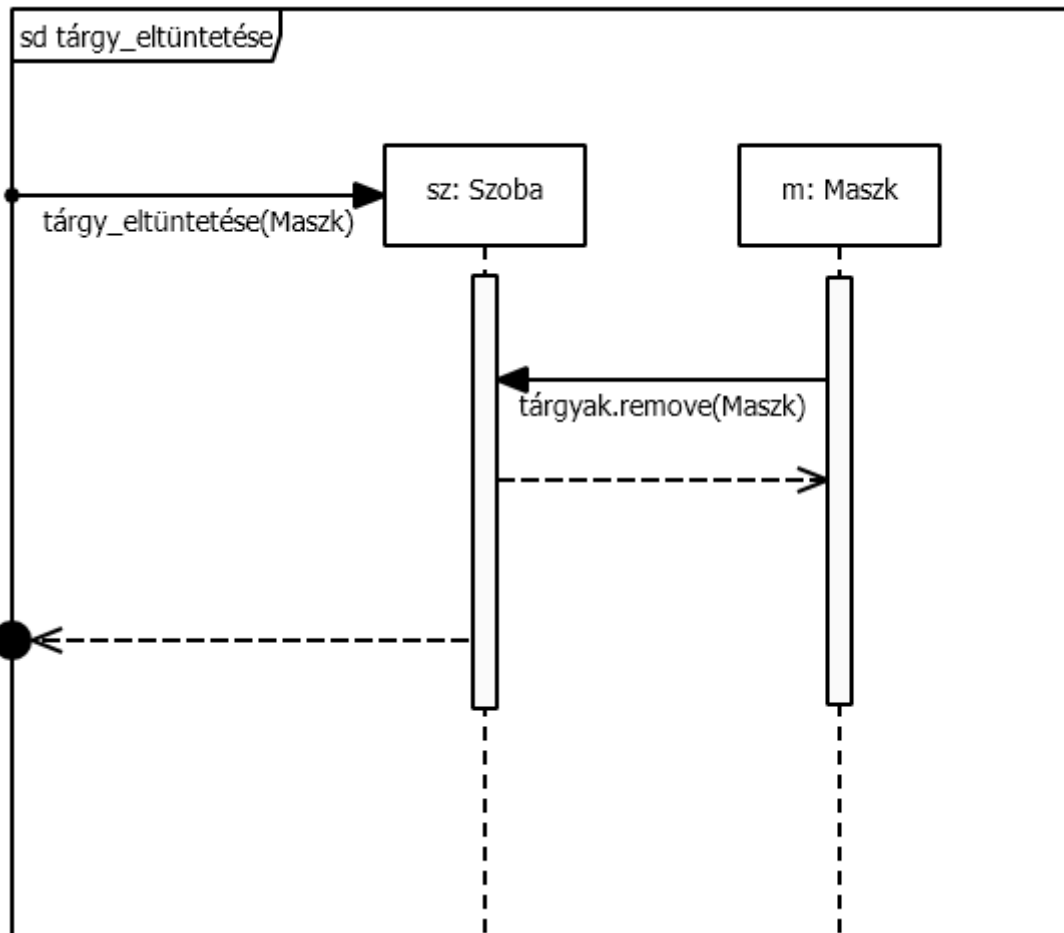 sd tárgy_eltüntetése
sz: Szoba
m: Maszk
tárgy_eltüntetése(Maszk)
tárgyak.remove(Maszk)